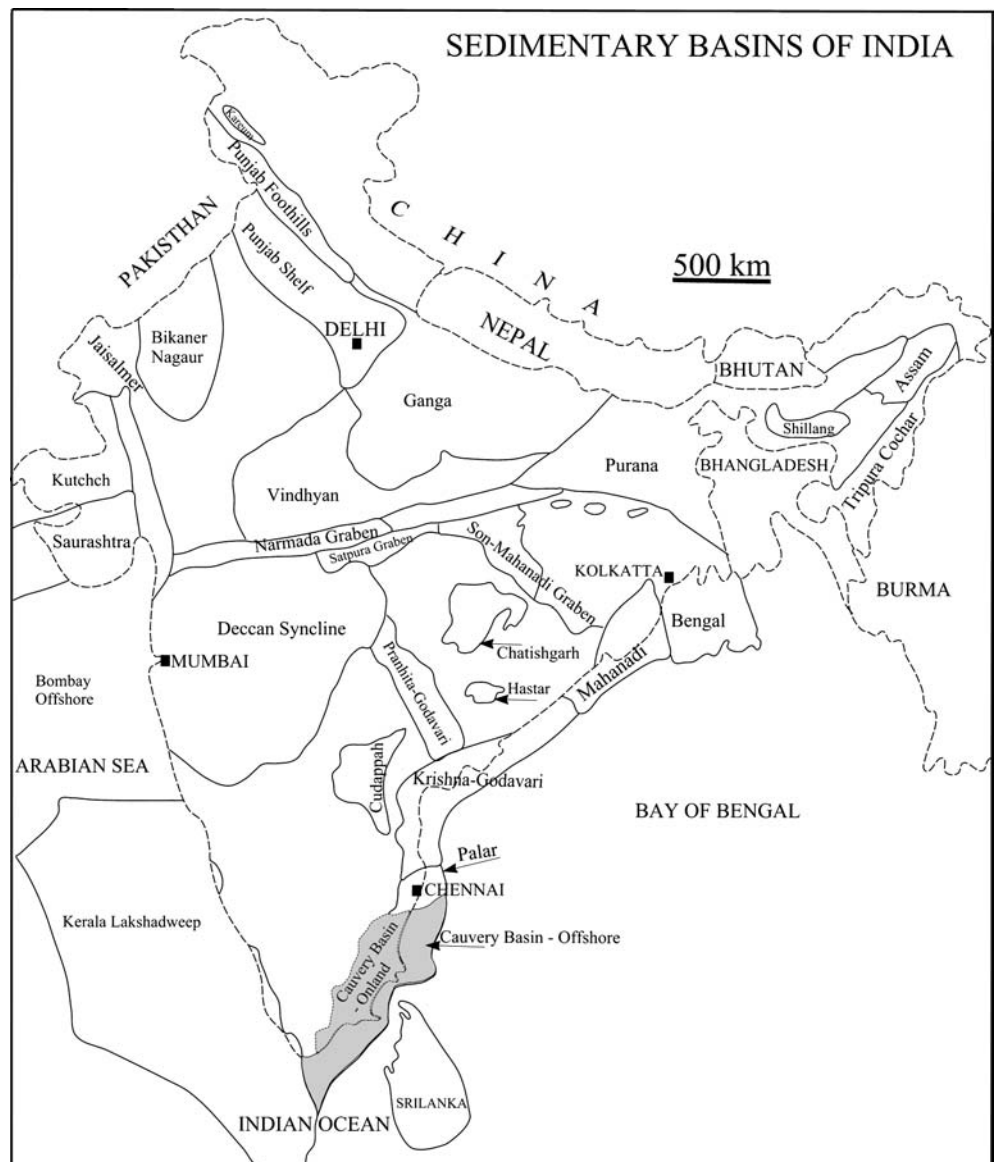 SEDIMENTARY BASINS OF INDIA
Kareum
Punjab Foothills
CHINA
PAKISTHAN
Punjab Shelf
500 km
DELHI
NEPAL
Bikaner
Nagaur
Jaisalmer
BHUTAN
Assam
Ganga
Shillang
Kutchch
Vindhyan
Purana
BHANGLADESH
Tripura Cochar
Saurashtra
Narmada Graben
Satpura Graben
Son-Mahanadi Graben
KOLKATTA
BURMA
Deccan Syncline
Bengal
Chatishgarh
MUMBAI
Pranhita-Godavari
Mahanadi
Bombay
Offshore
Hastar
ARABIAN SEA
Cudappah
Krishna-Godavari
BAY OF BENGAL
Palar
CHENNAI
Kerala Lakshadweep
Cauvery Basin
- Onland
Cauvery Basin - Offshore
SRILANKA
INDIAN OCEAN